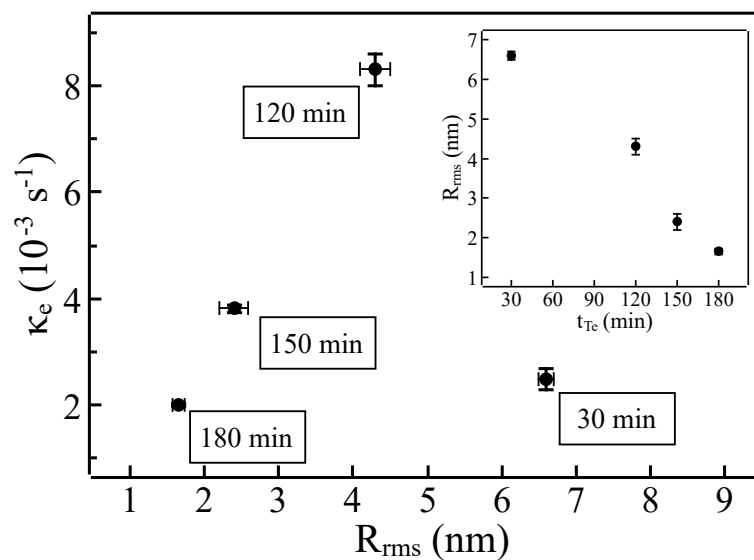 κₑ (10⁻³ s⁻¹)
8
6
4
2
1 2 3 4 5 6 7 8 9
Rrms (nm)
120 min
150 min
180 min
30 min
Rrms (nm)
7
6
5
4
3
2
1
30 60 90 120 150 180
tTe (min)